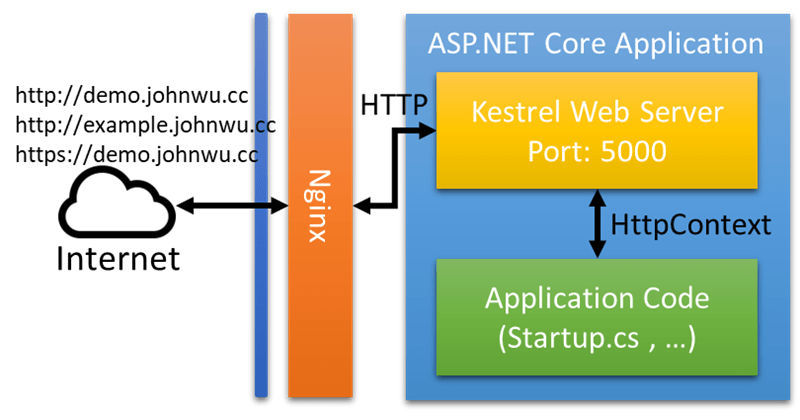 http://demo.johnwu.cc
http://example.johnwu.cc
https://demo.johnwu.cc
Internet
Nginx
HTTP
ASP.NET Core Application
Kestrel Web Server
Port: 5000
HttpContext
Application Code
(Startup.cs , ...)